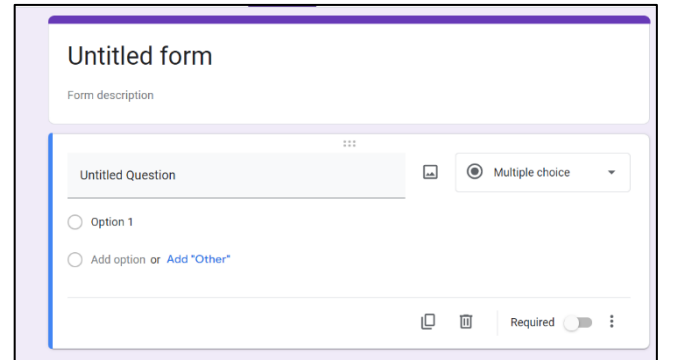 Untitled form
Form description
Untitled Question
Multiple choice
Option 1
Add option or Add "Other"
Required